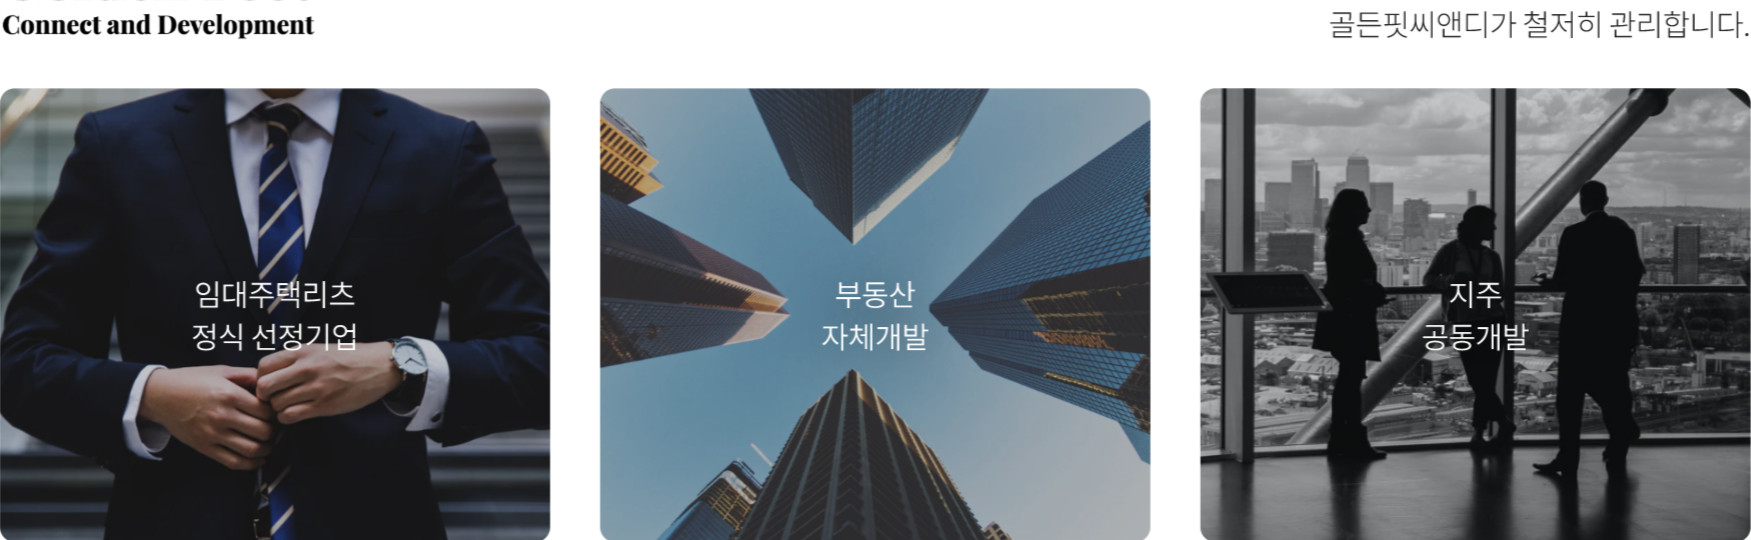 Connect and Development
골든핏씨앤디가 철저히 관리합니다.
임대주택리츠
정식 선정기업
부동산
자체개발
지주
공동개발